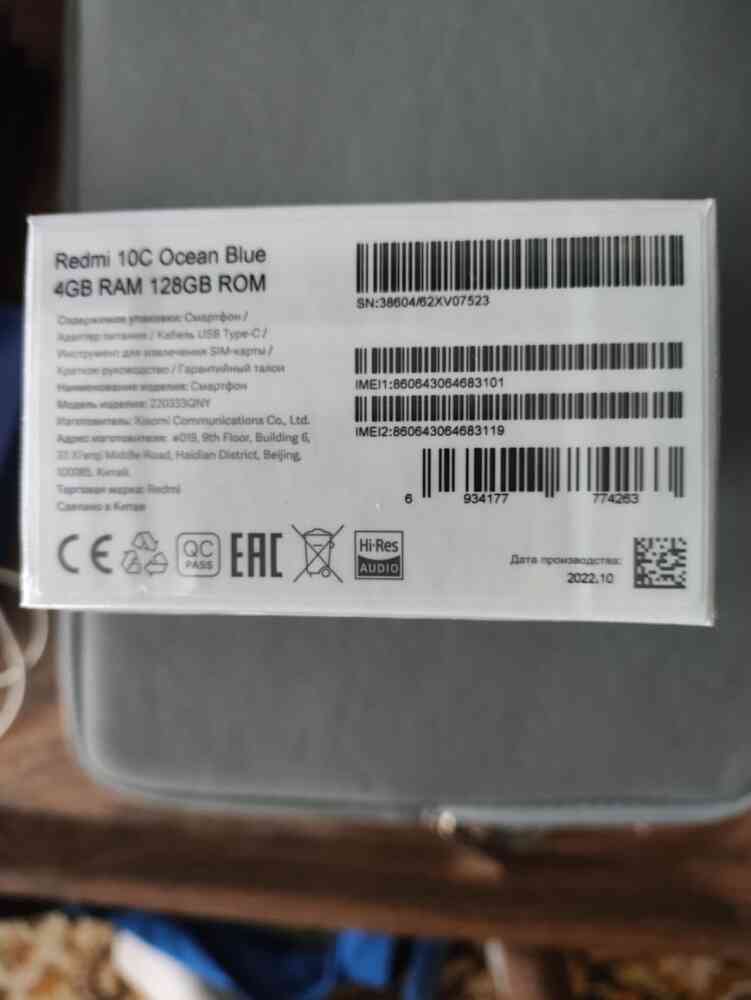 Redmi 10C Ocean Blue
4GB RAM 128GB ROM
Содержимое упаковки: Смартфон /
Адаптер питания / Кабель USB Type-C /
Инструмент для извлечения SIM-карты /
Краткое руководство / Гарантийный талон
Наименование изделия: Смартфон
Модель изделия: 220333QNY
Изготовитель: Xiaomi Communications Co., Ltd.
Адрес изготовителя: #019, 9th Floor, Building 6,
33 Xi'erqi Middle Road, Haidian District, Beijing,
100085, Китай.
Торговая марка: Redmi
Сделано в Китае
SN:38604/62XV07523
IMEI1:860643064683101
IMEI2:860643064683119
6 934177 774263
CE
QC
PASS
EAC
Hi-Res
AUDIO
Дата производства:
2022.10